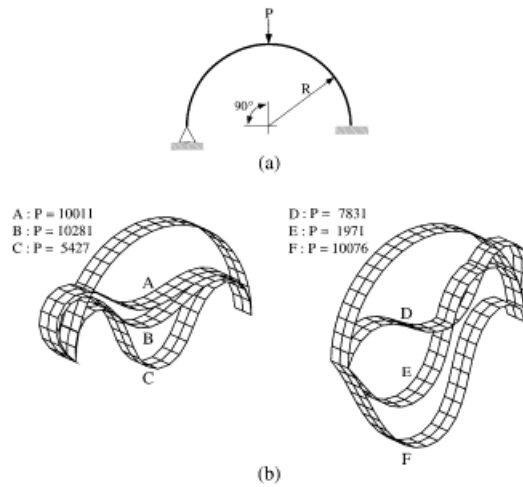 P
R
90°
(a)
A : P = 10011
B : P = 10281
C : P = 5427
D : P = 7831
E : P = 1971
F : P = 10076
A
B
C
D
E
F
(b)